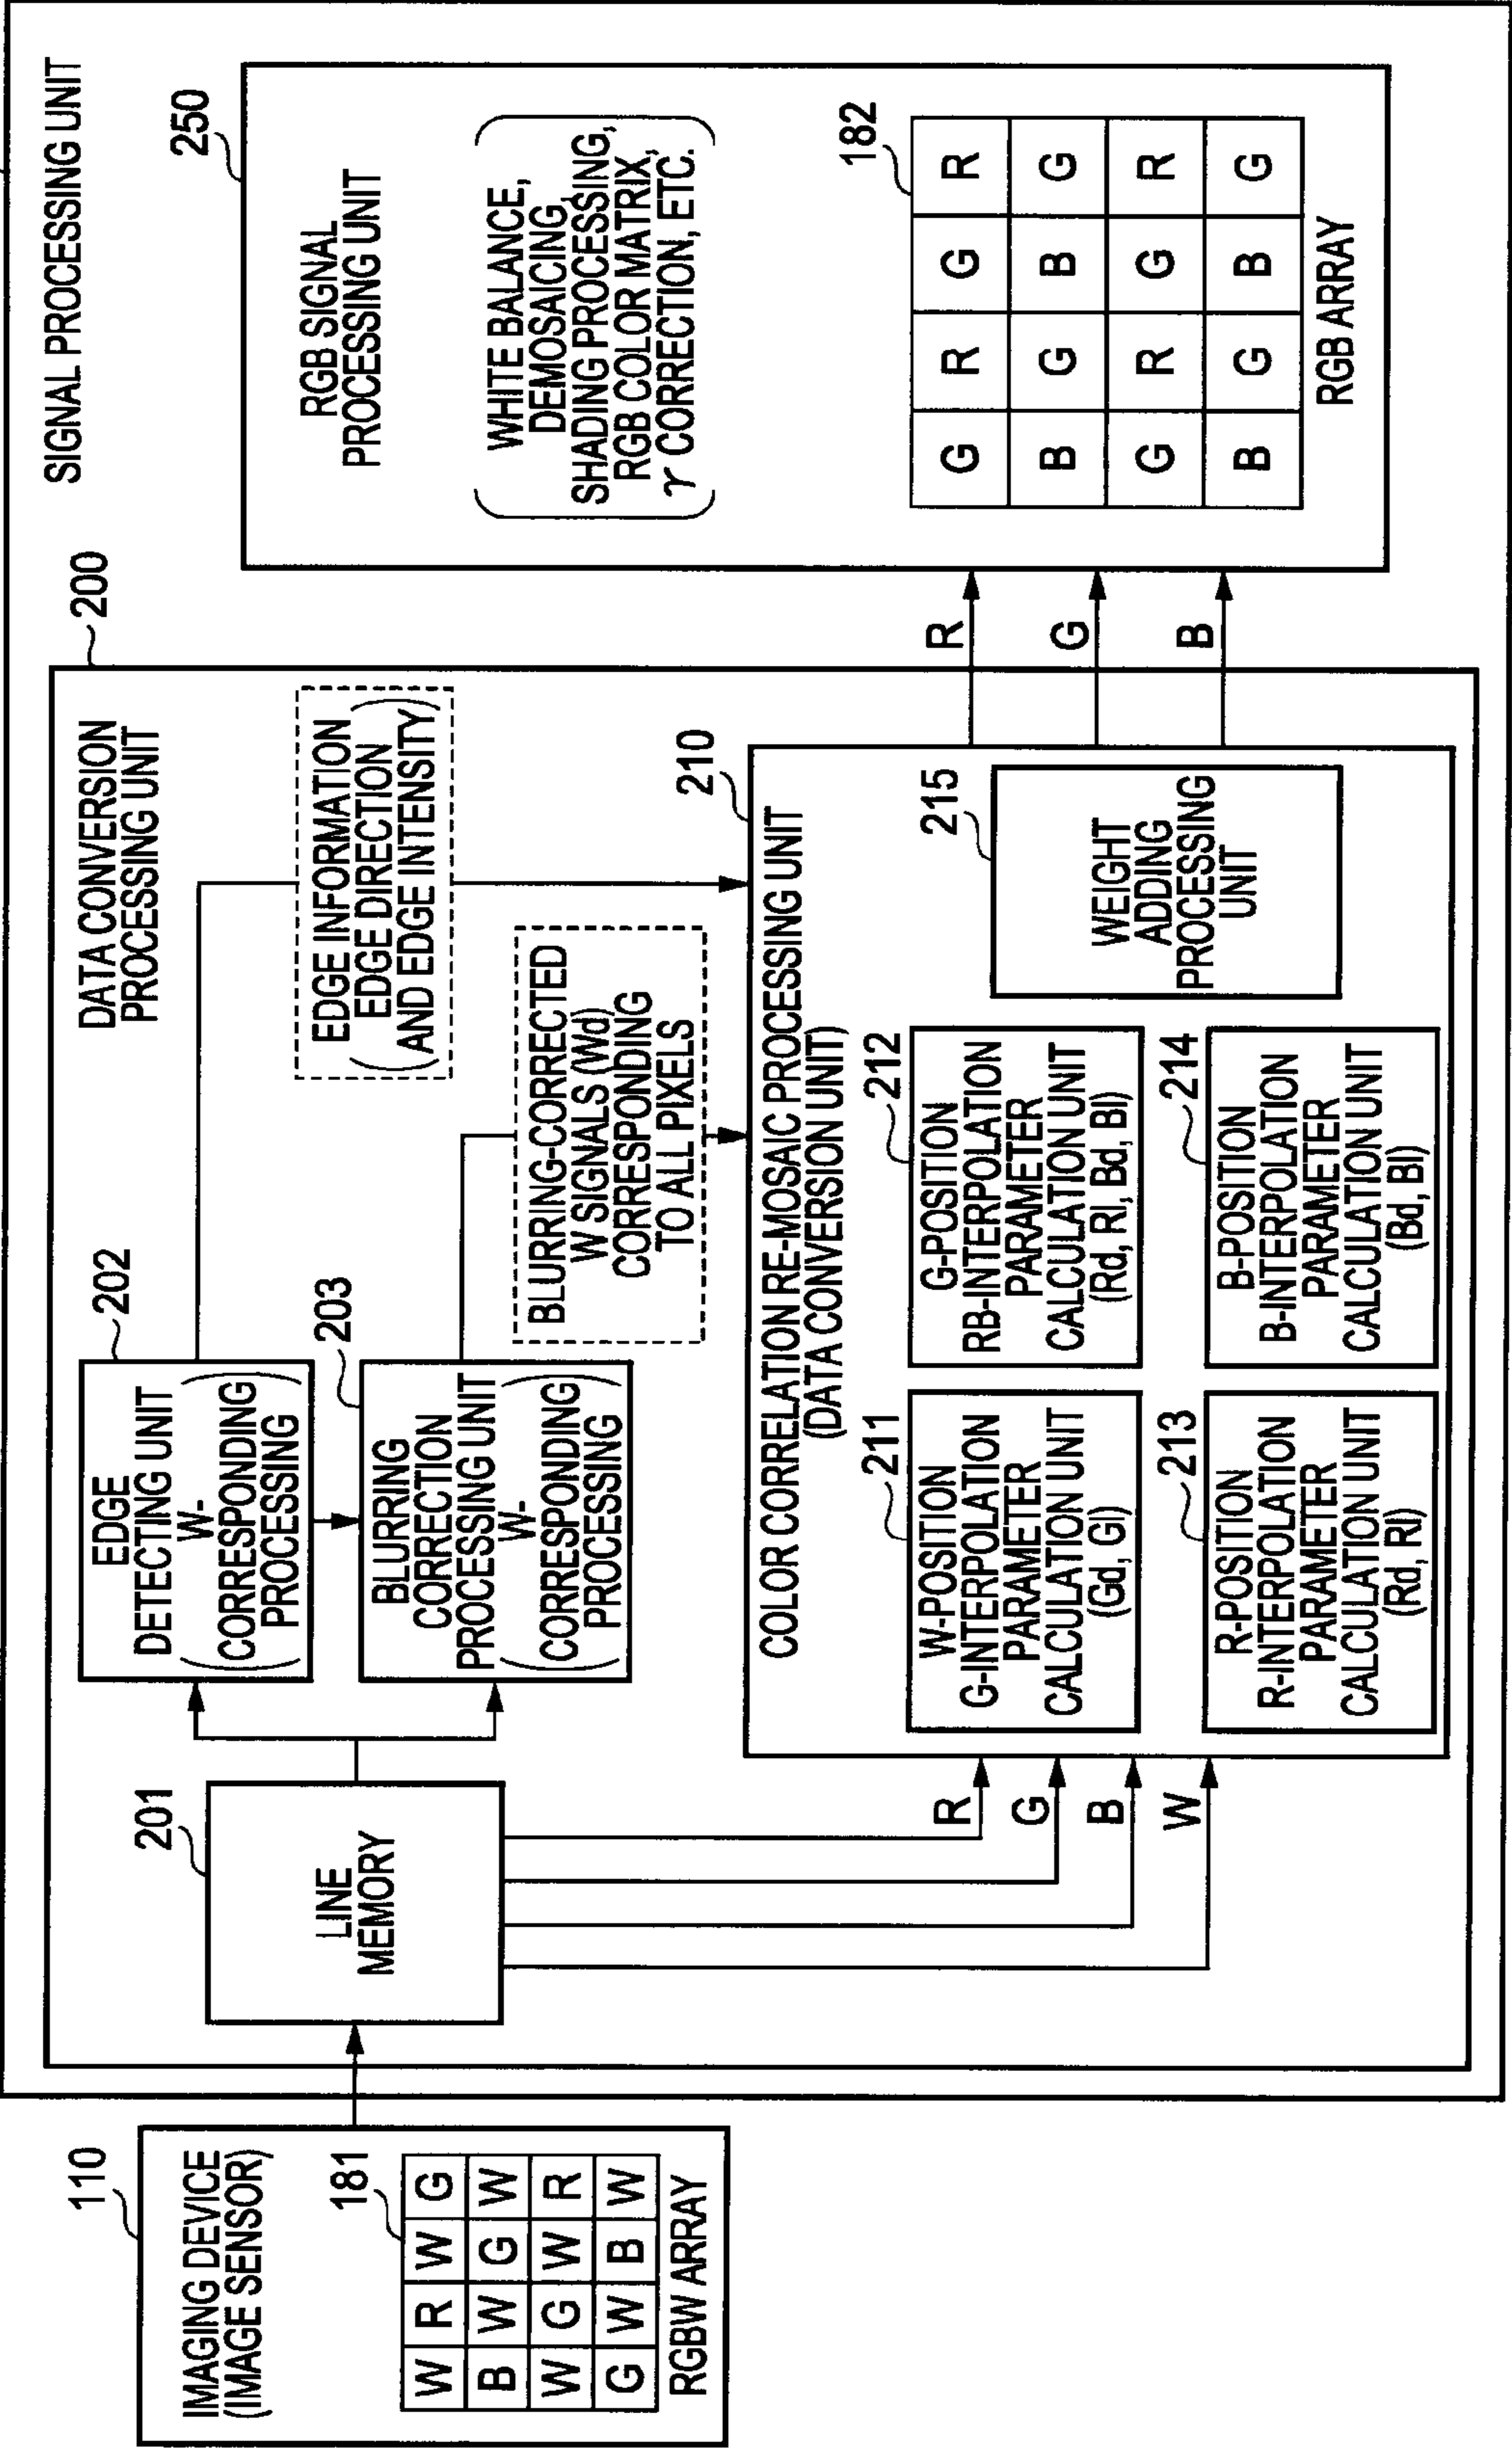 SIGNAL PROCESSING UNIT
110
IMAGING DEVICE
(IMAGE SENSOR)
181
W R W G
B W G W
W G W R
G W B W
RGBW ARRAY
200
DATA CONVERSION
PROCESSING UNIT
201
LINE
MEMORY
202
EDGE
DETECTING UNIT
(W-
CORRESPONDING
PROCESSING)
203
BLURRING
CORRECTION
PROCESSING UNIT
(W-
CORRESPONDING
PROCESSING)
EDGE INFORMATION
(EDGE DIRECTION
AND EDGE INTENSITY)
BLURRING-CORRECTED
W SIGNALS (Wd)
CORRESPONDING
TO ALL PIXELS
R
G
B
W
210
COLOR CORRELATION RE-MOSAIC PROCESSING UNIT
(DATA CONVERSION UNIT)
211
W-POSITION
G-INTERPOLATION
PARAMETER
CALCULATION UNIT
(Gd, Gl)
212
G-POSITION
RB-INTERPOLATION
PARAMETER
CALCULATION UNIT
(Rd, Rl, Bd, Bl)
213
R-POSITION
R-INTERPOLATION
PARAMETER
CALCULATION UNIT
(Rd, Rl)
214
B-POSITION
B-INTERPOLATION
PARAMETER
CALCULATION UNIT
(Bd, Bl)
215
WEIGHT
ADDING
PROCESSING
UNIT
R
G
B
250
RGB SIGNAL
PROCESSING UNIT
(WHITE BALANCE,
DEMOSAICING,
SHADING PROCESSING,
RGB COLOR MATRIX,
γ CORRECTION, ETC.)
182
G R G R
B G B G
G R G R
B G B G
RGB ARRAY